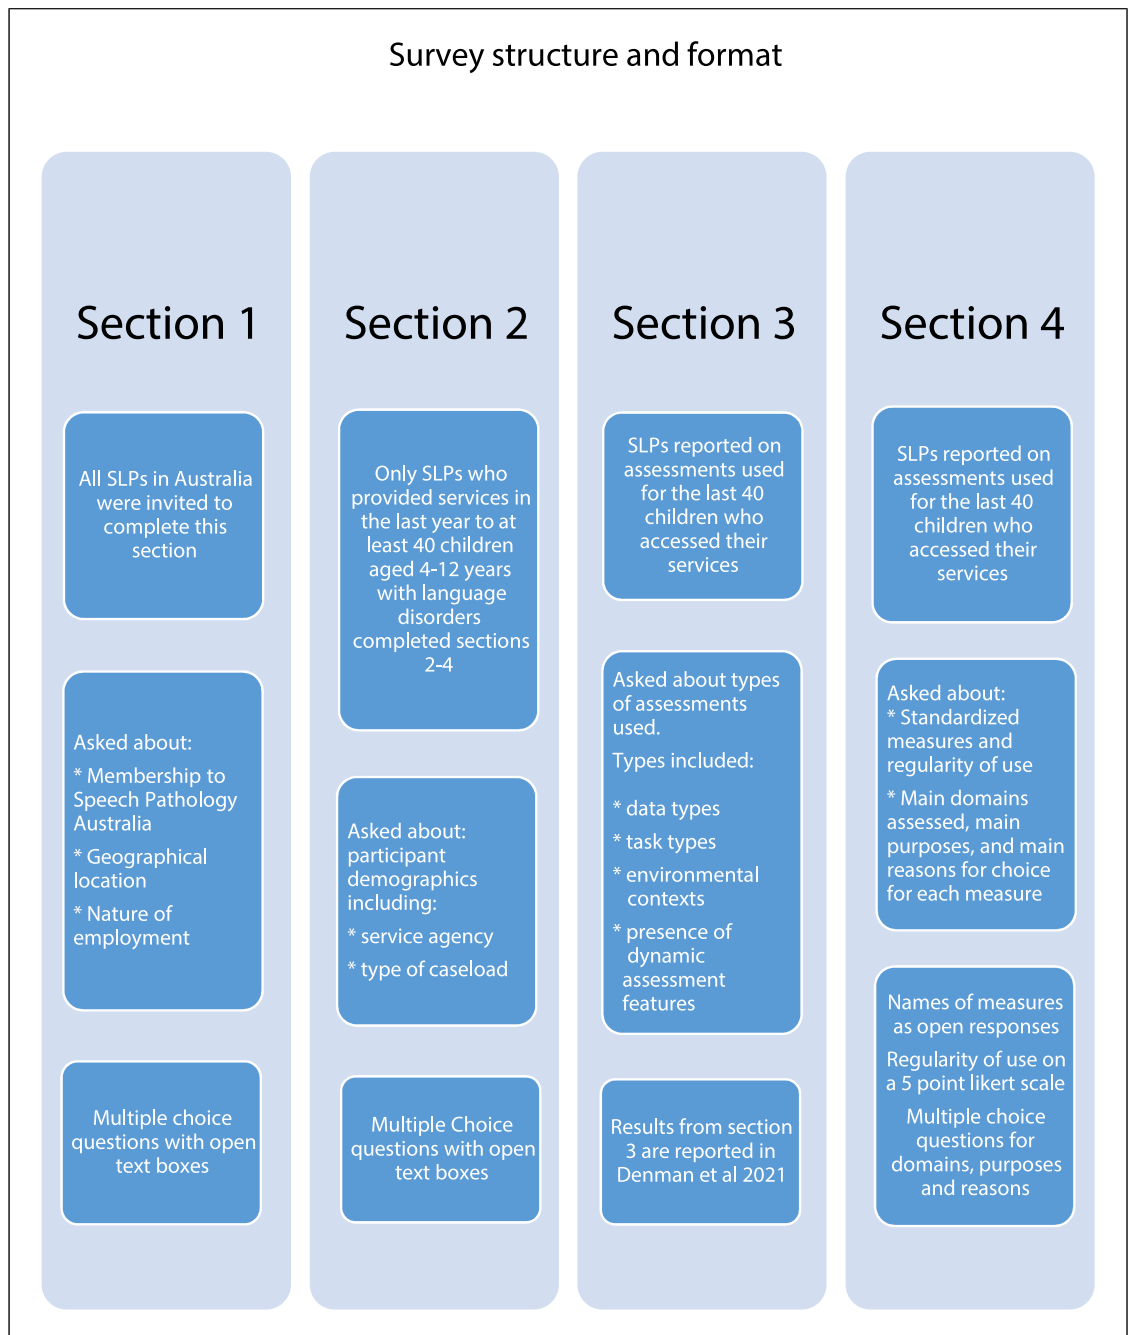 Survey structure and format
Section 1
All SLPs in Australia
were invited to
complete this
section
Asked about:
* Membership to
Speech Pathology
Australia
* Geographical
location
* Nature of
employment
Multiple choice
questions with open
text boxes
Section 2
Only SLPs who
provided services in
the last year to at
least 40 children
aged 4-12 years
with language
disorders
completed sections
2-4
Asked about:
participant
demographics
including:
* service agency
* type of caseload
Multiple Choice
questions with open
text boxes
Section 3
SLPs reported on
assessments used
for the last 40
children who
accessed their
services
Asked about types
of assessments
used.
Types included:
* data types
* task types
* environmental
contexts
* presence of
dynamic
assessment
features
Results from section
3 are reported in
Denman et al 2021
Section 4
SLPs reported on
assessments used
for the last 40
children who
accessed their
services
Asked about:
* Standardized
measures and
regularity of use
* Main domains
assessed, main
purposes, and main
reasons for choice
for each measure
Names of measures
as open responses
Regularity of use on
a 5 point likert scale
Multiple choice
questions for
domains, purposes
and reasons